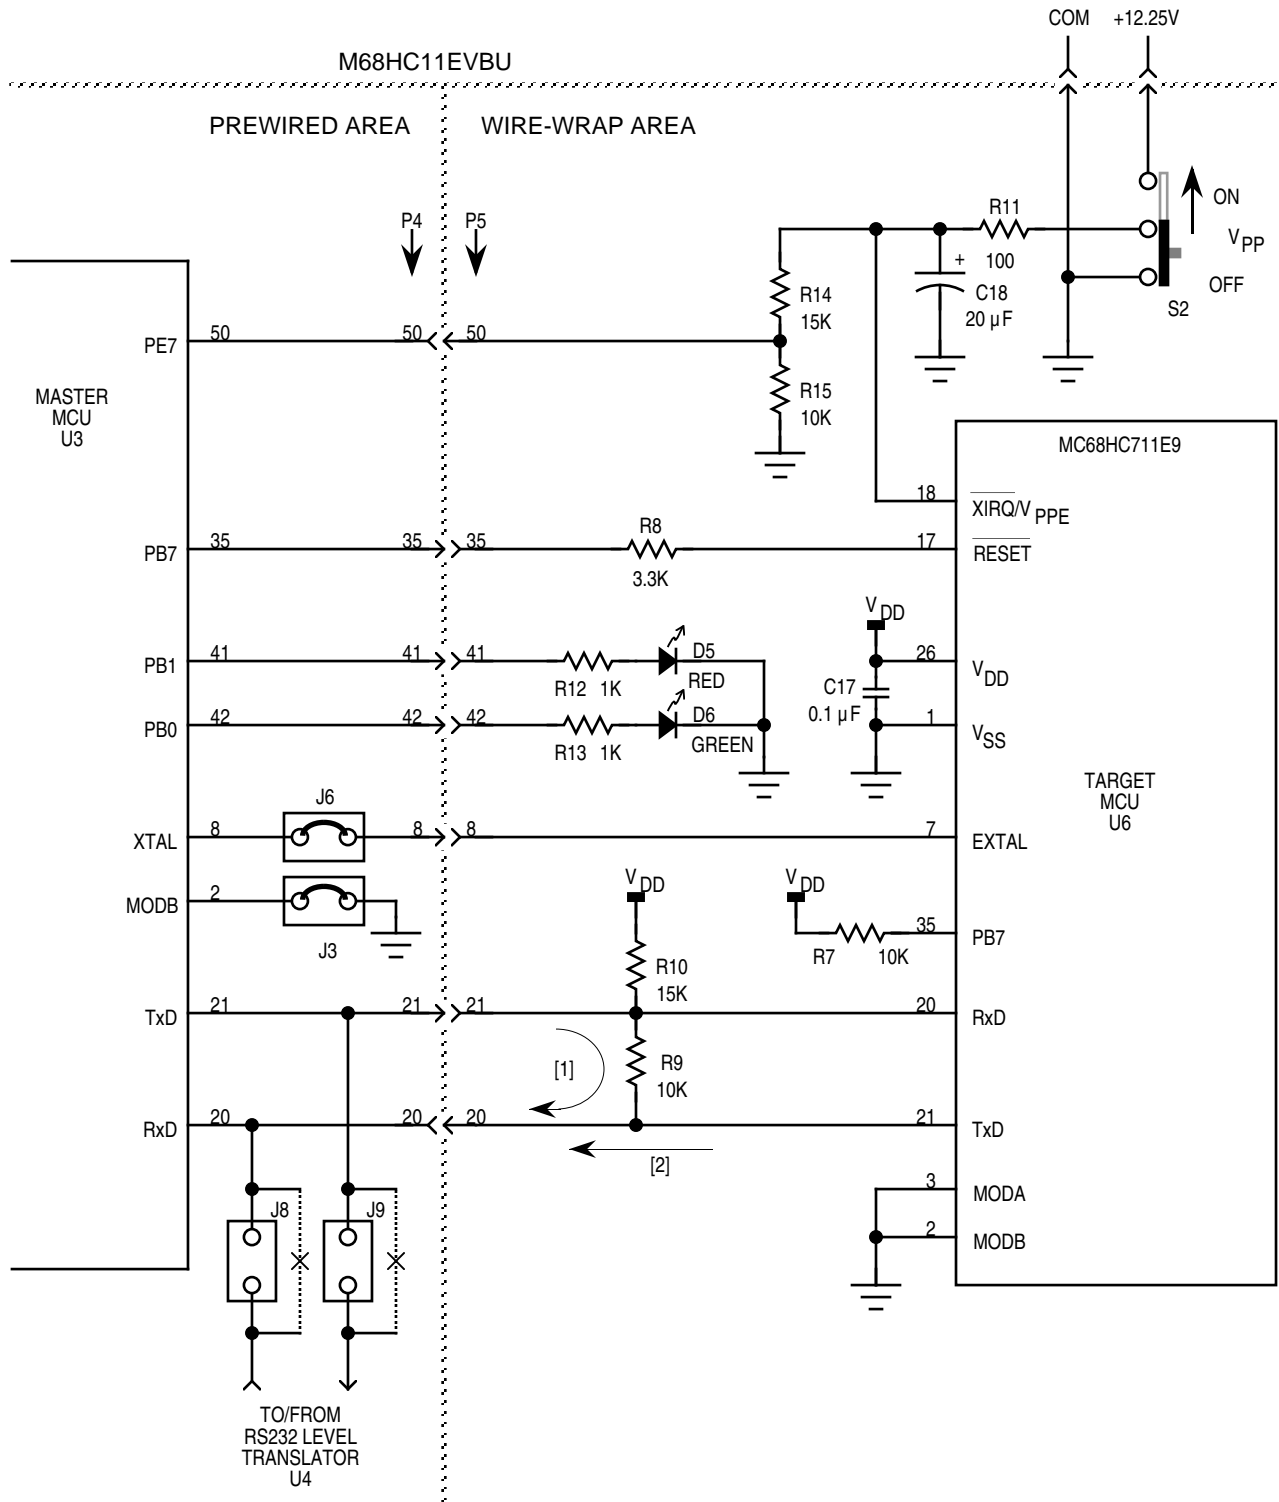 COM +12.25V
M68HC11EVBU
PREWIRED AREA WIRE-WRAP AREA
ON
P4 P5 R11
V PP
+ 100
OFF
R14 C18
15K 20 µF S2
50 50 50
PE7
R15
MASTER
MCU
U3
10K
MC68HC711E9
18
XIRQ/V PPE
R8
35 35 35 17
PB7 RESET
3.3K
V DD
41 41 41 D5 26
PB1 V DD
R12 1K RED C17
0.1 µF
42 42 42 D6 1
PB0 V SS
R13 1K GREEN
TARGET
MCU
U6
J6
8 8 8 7
XTAL EXTAL
V DD V DD
2
MODB
35
PB7
J3 R7 10K
R10
15K
21 21 21 20
TxD RxD
[1] R9
10K
20 20 20 21
RxD TxD
[2]
3
MODA
J8 J9
2
MODB
TO/FROM
RS232 LEVEL
TRANSLATOR
U4